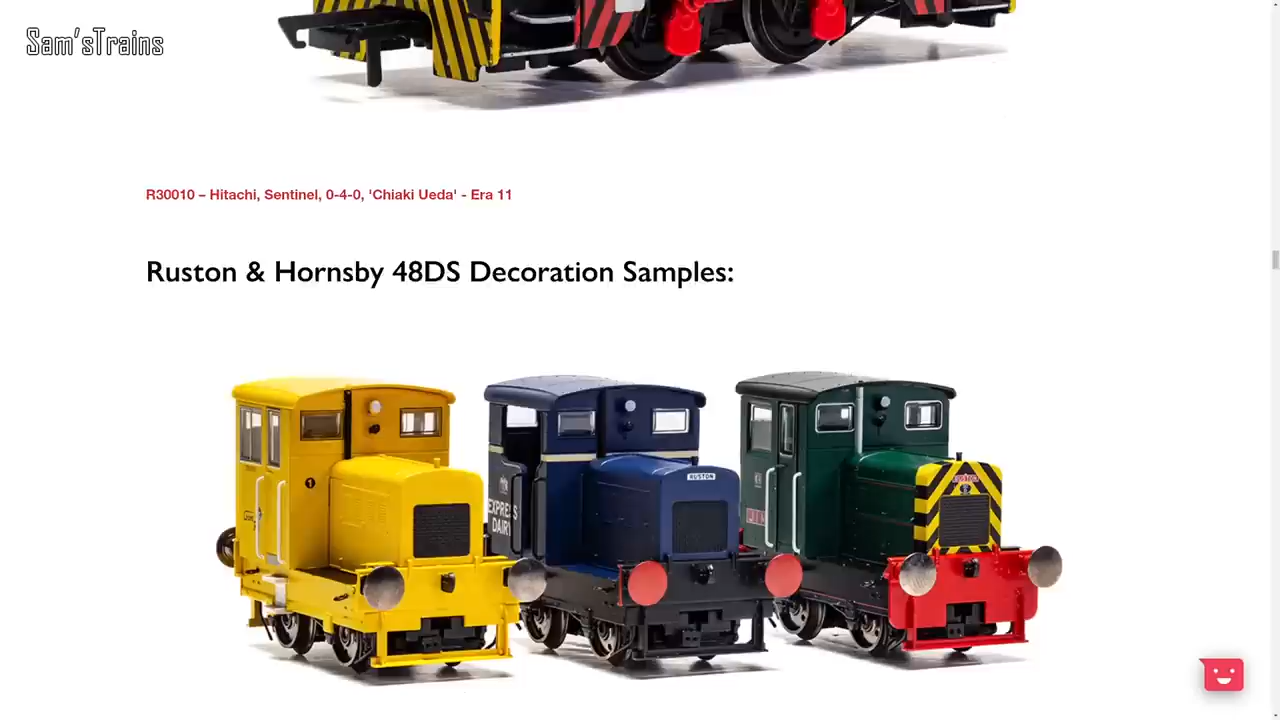 Sam'sTrains
R30010 – Hitachi, Sentinel, 0-4-0, 'Chiaki Ueda' - Era 11
Ruston & Hornsby 48DS Decoration Samples:
1
RUSTON
EXPRESS
DAIRY